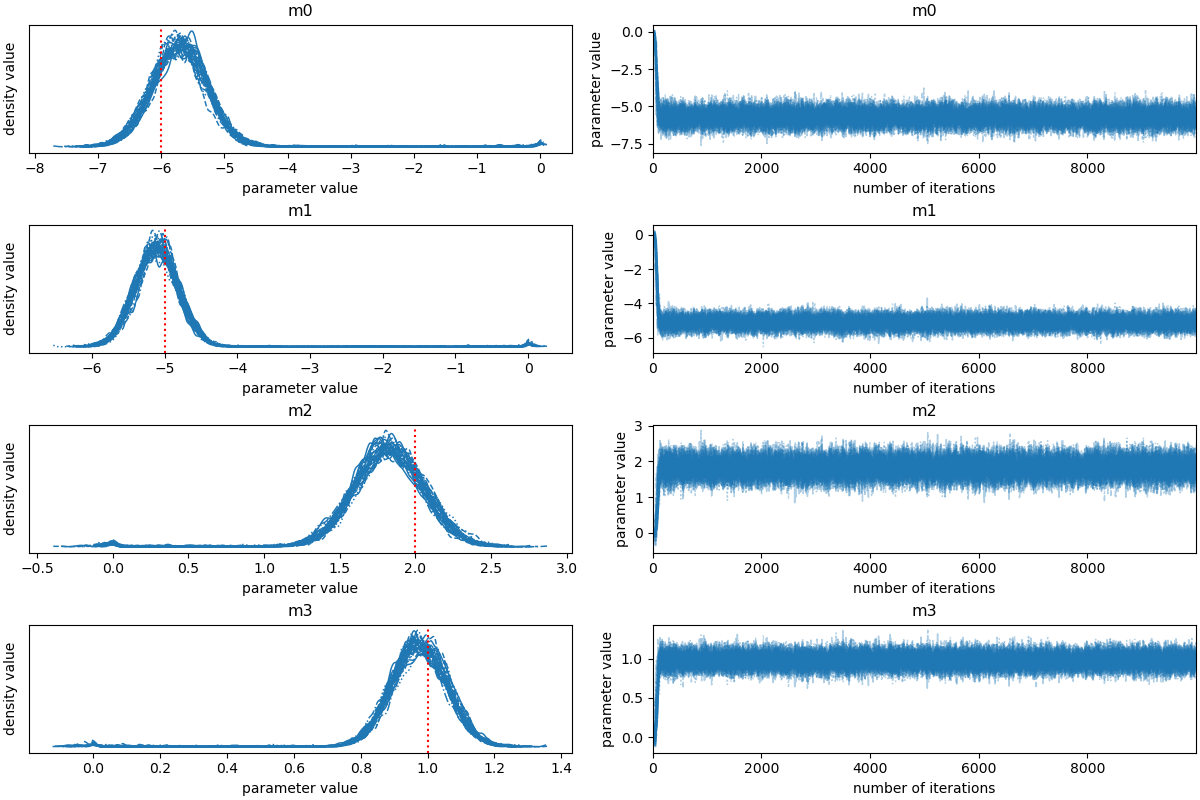 m0
density value
−8 −7 −6 −5 −4 −3 −2 −1 0
parameter value
m0
parameter value
0.0
−2.5
−5.0
−7.5
0 2000 4000 6000 8000
number of iterations
m1
density value
−6 −5 −4 −3 −2 −1 0
parameter value
m1
parameter value
0
−2
−4
−6
0 2000 4000 6000 8000
number of iterations
m2
density value
−0.5 0.0 0.5 1.0 1.5 2.0 2.5 3.0
parameter value
m2
parameter value
3
2
1
0
0 2000 4000 6000 8000
number of iterations
m3
density value
0.0 0.2 0.4 0.6 0.8 1.0 1.2 1.4
parameter value
m3
parameter value
1.0
0.5
0.0
0 2000 4000 6000 8000
number of iterations